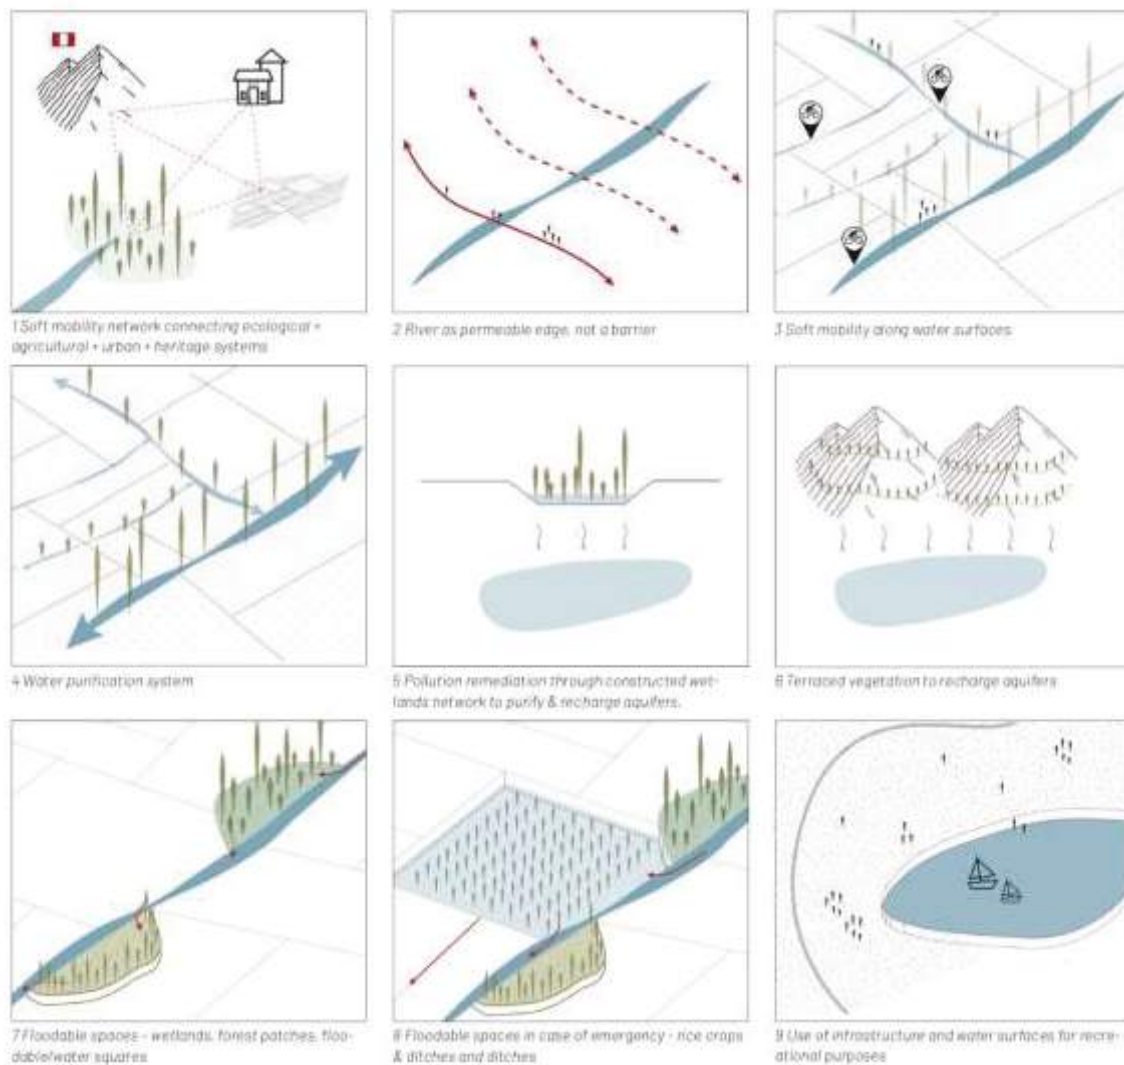 1 Soft mobility network connecting ecological +
agricultural + urban + heritage systems
2 River as permeable edge, not a barrier
3 Soft mobility along water surfaces
4 Water purification system
5 Pollution remediation through constructed wet-
lands network to purify & recharge aquifers.
6 Terraced vegetation to recharge aquifers
7 Floodable spaces - wetlands, forest patches, floo-
dable/water squares
8 Floodable spaces in case of emergency - rice crops
& ditches and ditches
9 Use of infrastructure and water surfaces for recre-
ational purposes